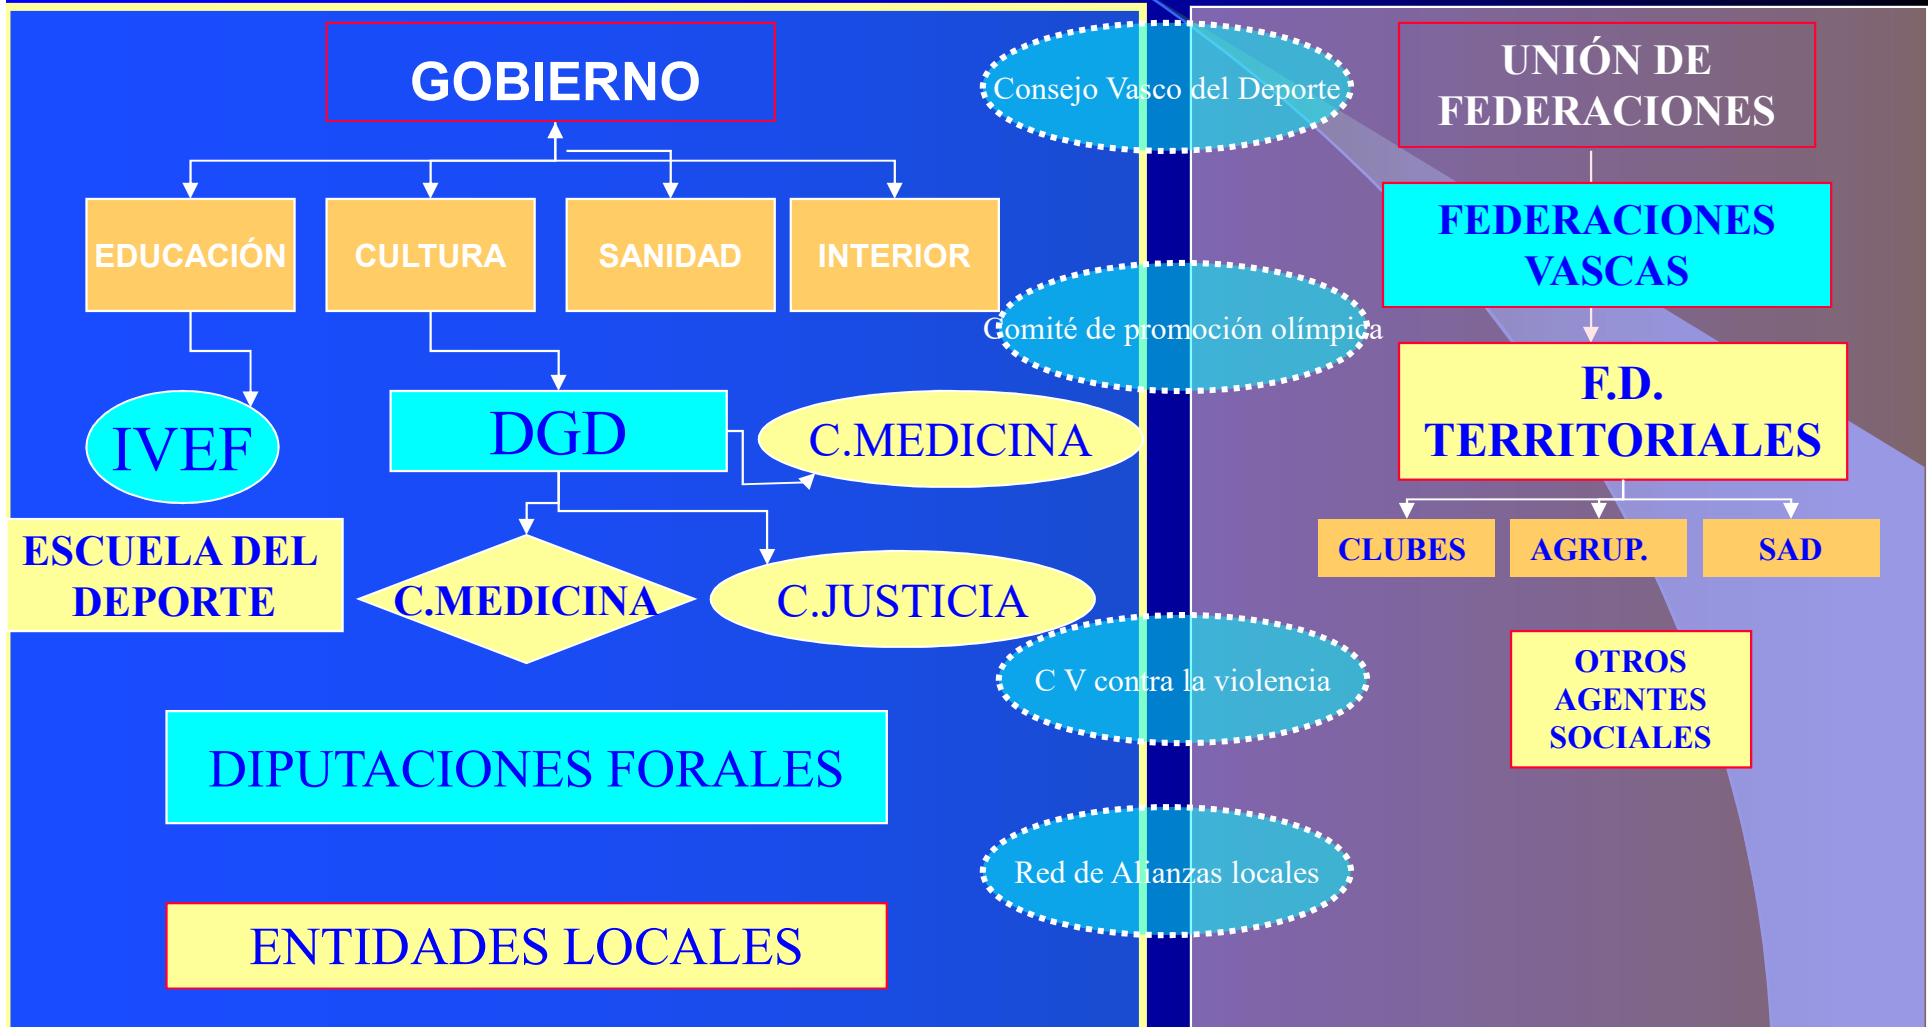 GOBIERNO
EDUCACIÓN
CULTURA
SANIDAD
INTERIOR
IVEF
DGD
C.MEDICINA
ESCUELA DEL
DEPORTE
C.MEDICINA
C.JUSTICIA
DIPUTACIONES FORALES
ENTIDADES LOCALES
Consejo Vasco del Deporte
Comité de promoción olímpica
C V contra la violencia
Red de Alianzas locales
UNIÓN DE
FEDERACIONES
FEDERACIONES
VASCAS
F.D.
TERRITORIALES
CLUBES
AGRUP.
SAD
OTROS
AGENTES
SOCIALES